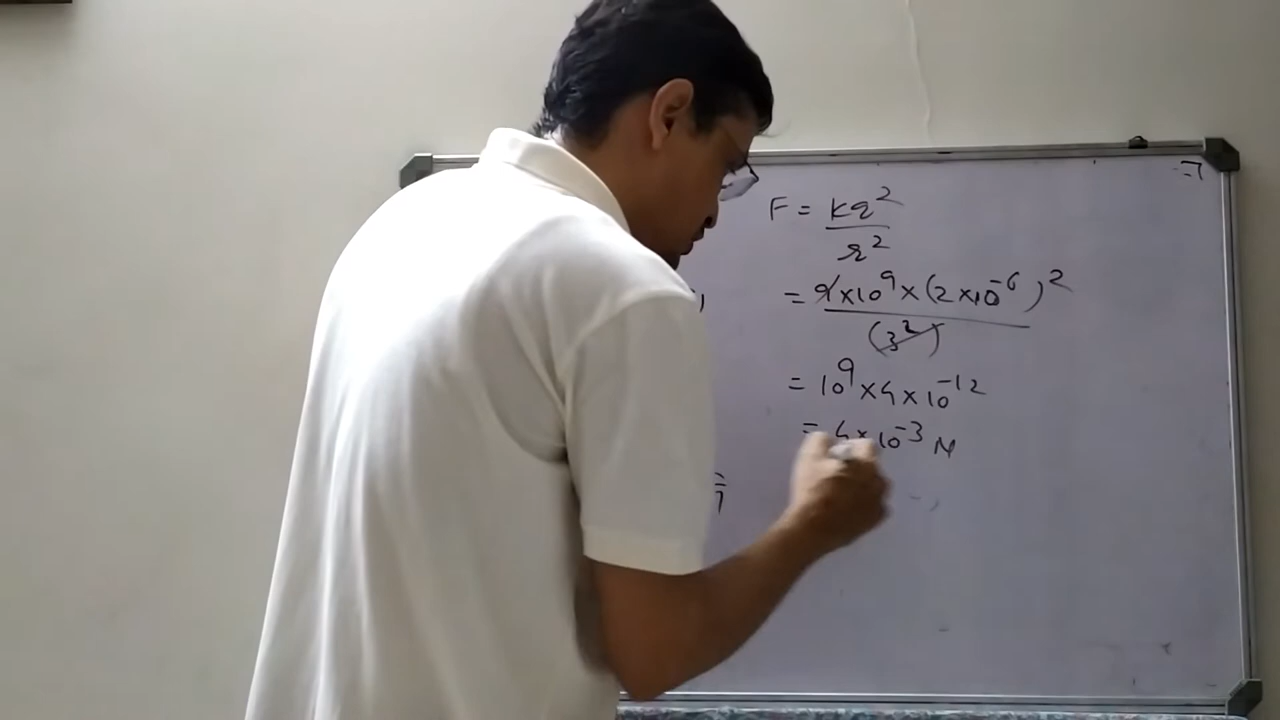 F = kq²/r²
= 9×10⁹×(2×10⁻⁶)²/(3²)
= 10⁹×4×10⁻¹²
= 4×10⁻³ N